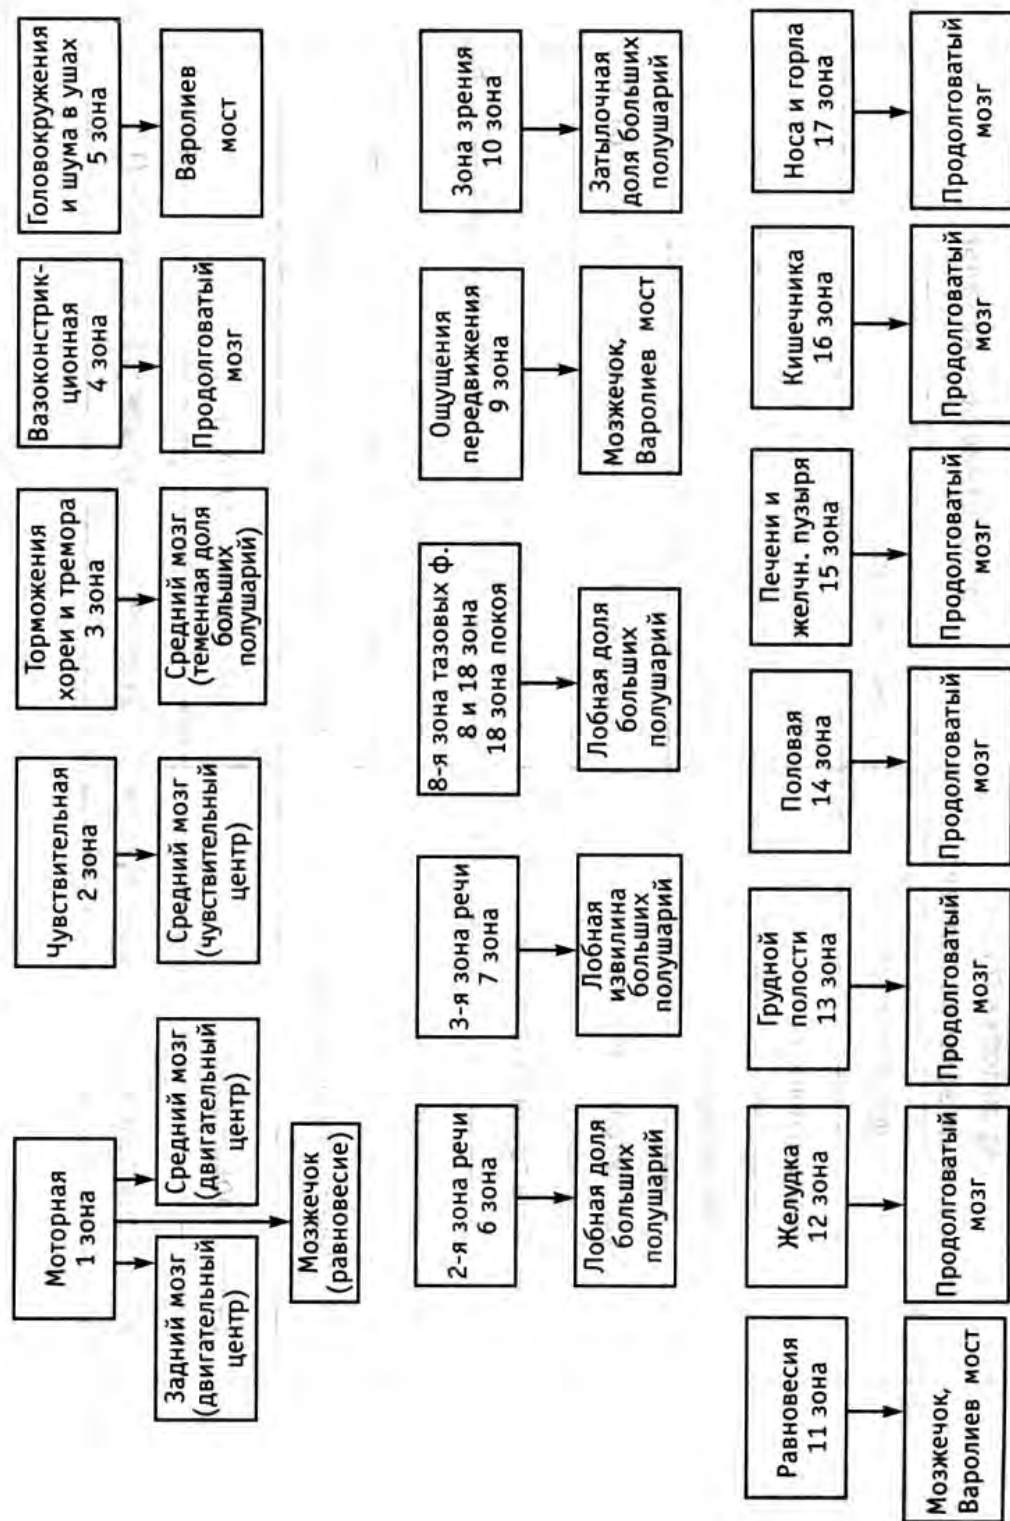 Моторная
1 зона
Задний мозг
(двигательный
центр)
Мозжечок
(равновесие)
Средний мозг
(двигательный
центр)
Чувствительная
2 зона
Средний мозг
(чувствительный
центр)
Торможения
хореи и тремора
3 зона
Средний мозг
(теменная доля
больших
полушарий)
Вазоконстрик-
ционная
4 зона
Продолговатый
мозг
Головокружения
и шума в ушах
5 зона
Варолиев
мост
2-я зона речи
6 зона
Лобная доля
больших
полушарий
3-я зона речи
7 зона
Лобная
извилина
больших
полушарий
8-я зона тазовых ф.
8 и 18 зона
18 зона покоя
Лобная доля
больших
полушарий
Ощущения
передвижения
9 зона
Мозжечок,
Варолиев мост
Зона зрения
10 зона
Затылочная
доля больших
полушарий
Равновесия
11 зона
Мозжечок,
Варолиев мост
Желудка
12 зона
Продолговатый
мозг
Грудной
полости
13 зона
Продолговатый
мозг
Половая
14 зона
Продолговатый
мозг
Печени и
желчн. пузыря
15 зона
Продолговатый
мозг
Кишечника
16 зона
Продолговатый
мозг
Носа и горла
17 зона
Продолговатый
мозг